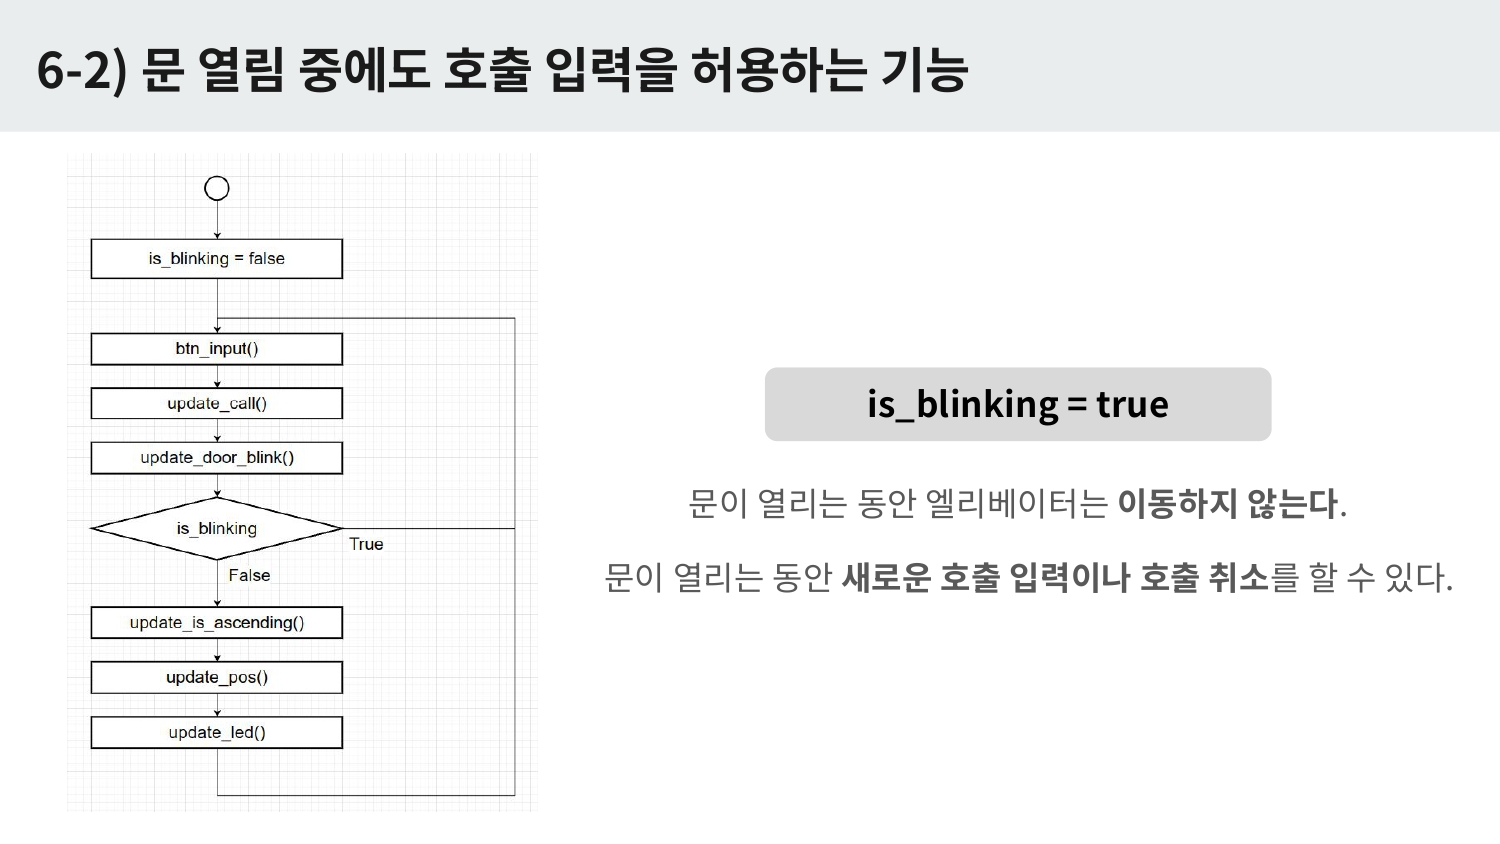 6-2) 문 열림 중에도 호출 입력을 허용하는 기능
is_blinking = false
btn_input()
update_call()
update_door_blink()
is_blinking
True
False
update_is_ascending()
update_pos()
update_led()
is_blinking = true
문이 열리는 동안 엘리베이터는 이동하지 않는다.
문이 열리는 동안 새로운 호출 입력이나 호출 취소를 할 수 있다.